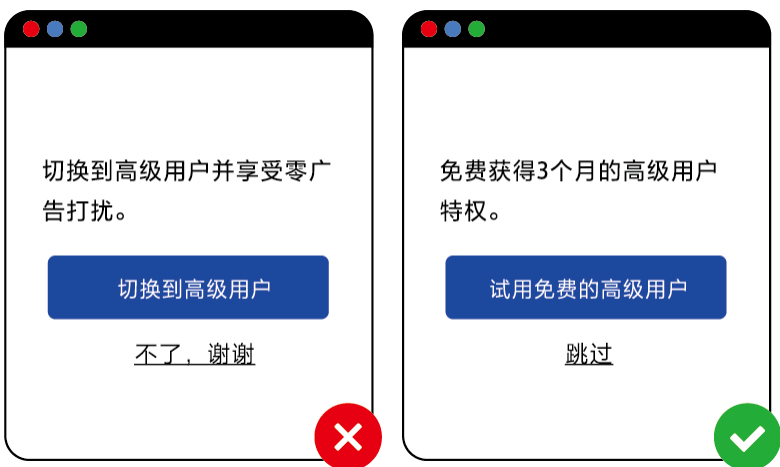 切换到高级用户并享受零广
告打扰。
切换到高级用户
不了，谢谢
免费获得3个月的高级用户
特权。
试用免费的高级用户
跳过